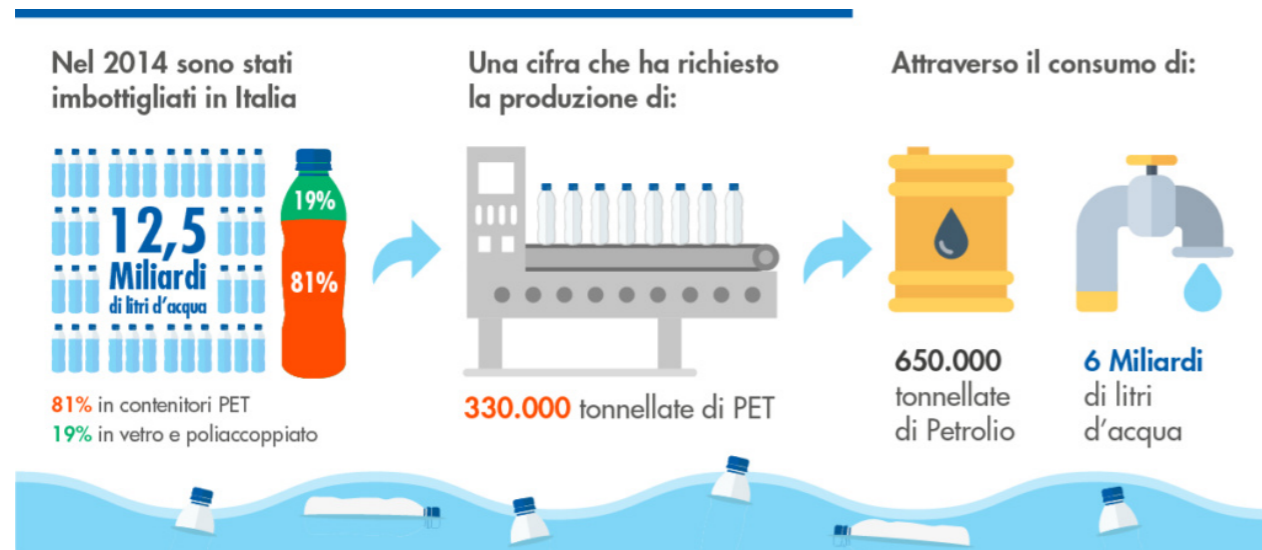 Nel 2014 sono stati
imbottigliati in Italia
12,5
Miliardi
di litri d'acqua
19%
81%
81% in contenitori PET
19% in vetro e poliaccoppiato
Una cifra che ha richiesto
la produzione di:
330.000 tonnellate di PET
Attraverso il consumo di:
650.000
tonnellate
di Petrolio
6 Miliardi
di litri
d'acqua